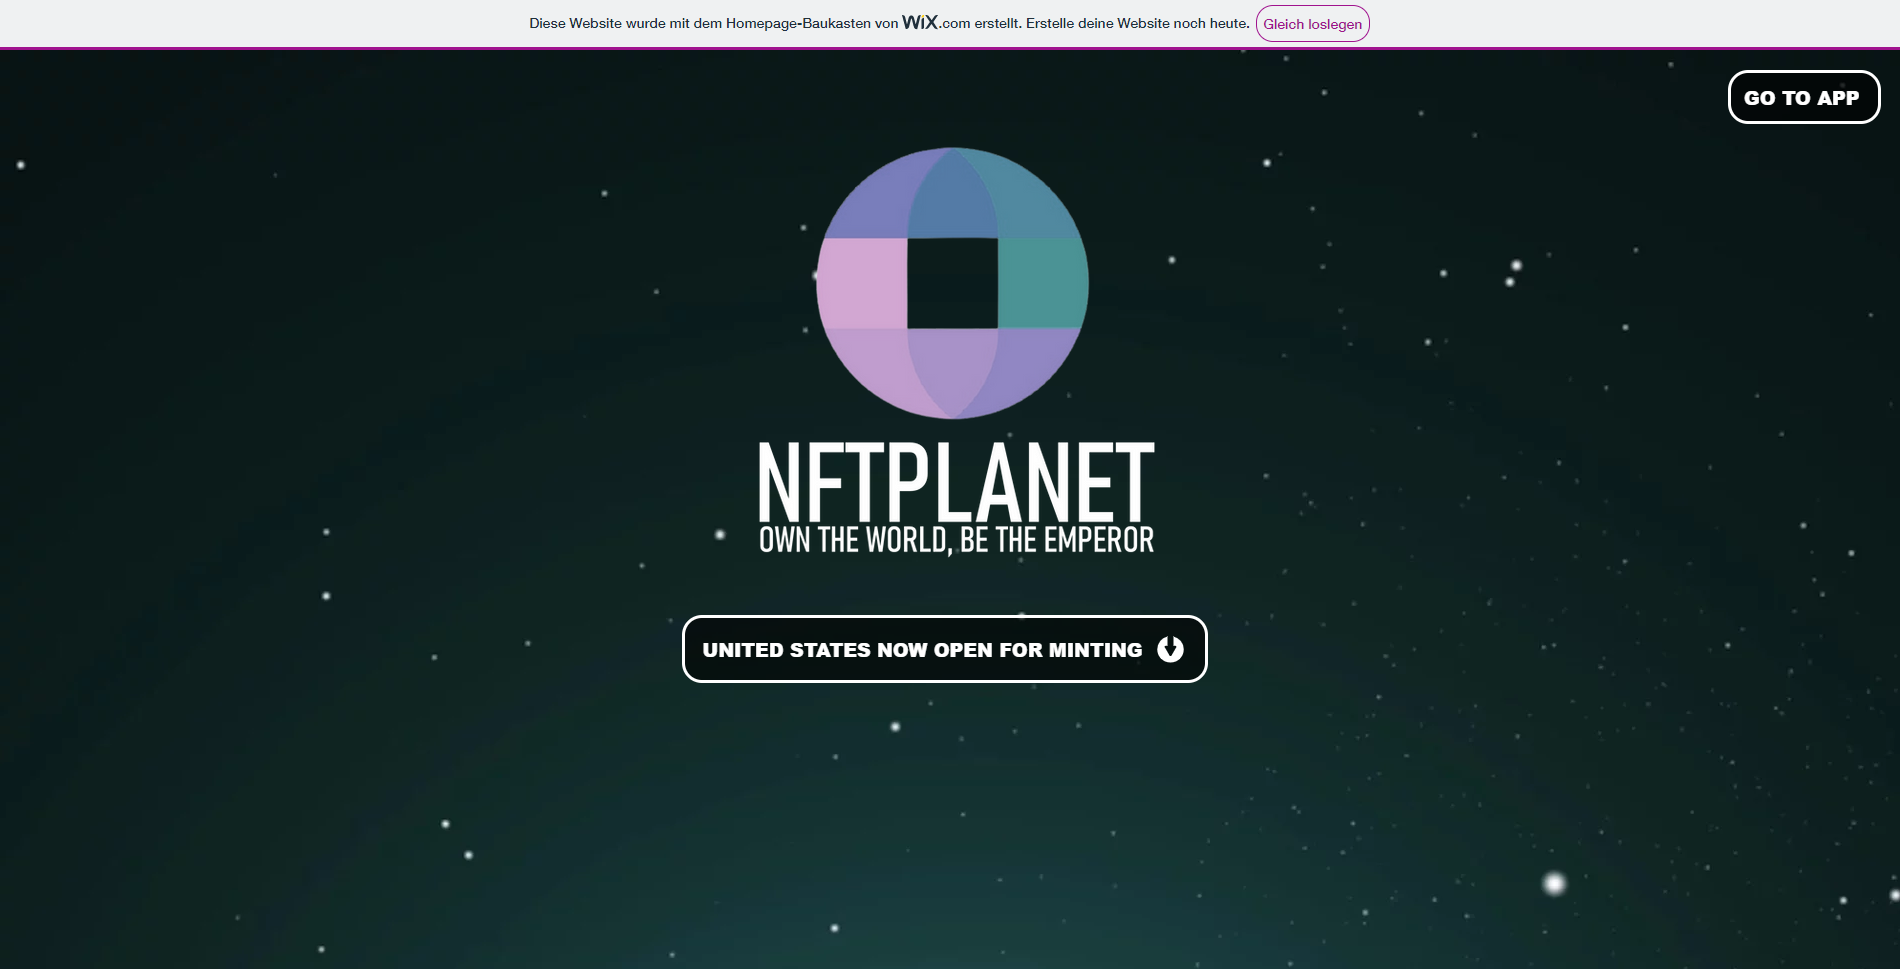 Diese Website wurde mit dem Homepage-Baukasten von WiX.com erstellt. Erstelle deine Website noch heute. Gleich loslegen
GO TO APP
NFTPLANET
OWN THE WORLD, BE THE EMPEROR
UNITED STATES NOW OPEN FOR MINTING